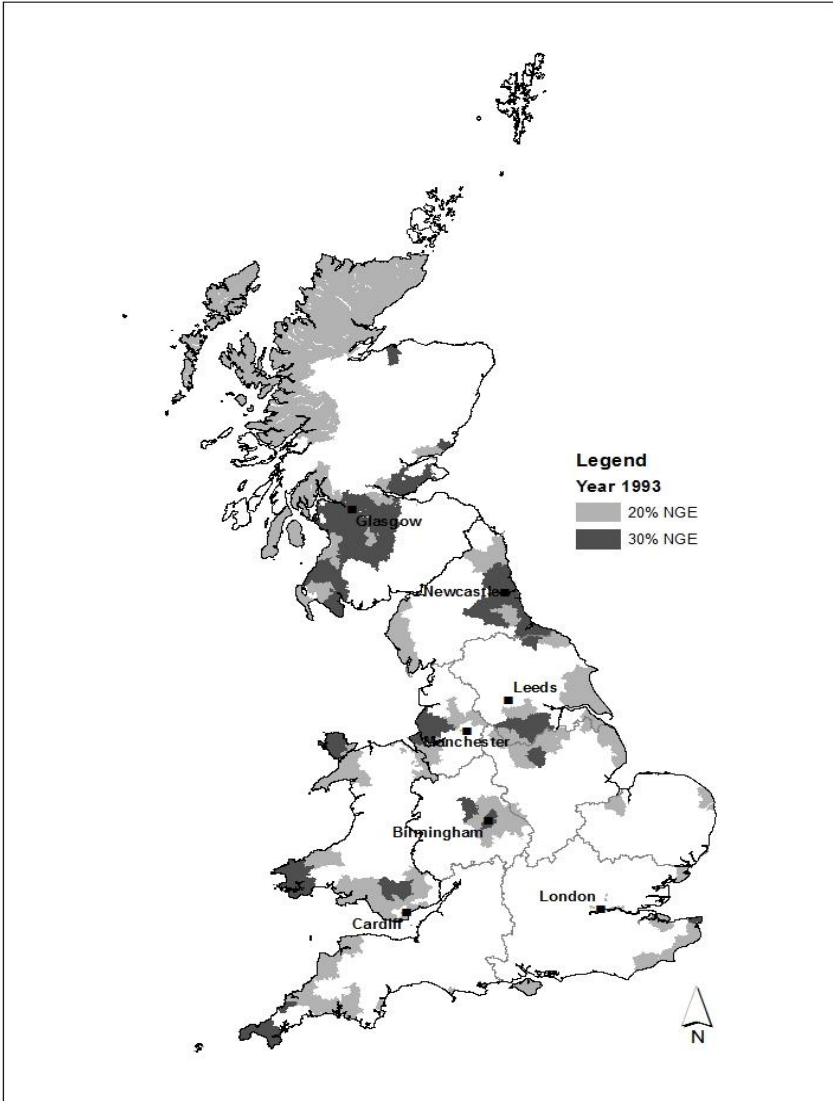 Legend
Year 1993
20% NGE
30% NGE
Glasgow
Newcastle
Leeds
Manchester
Birmingham
London
Cardiff
N